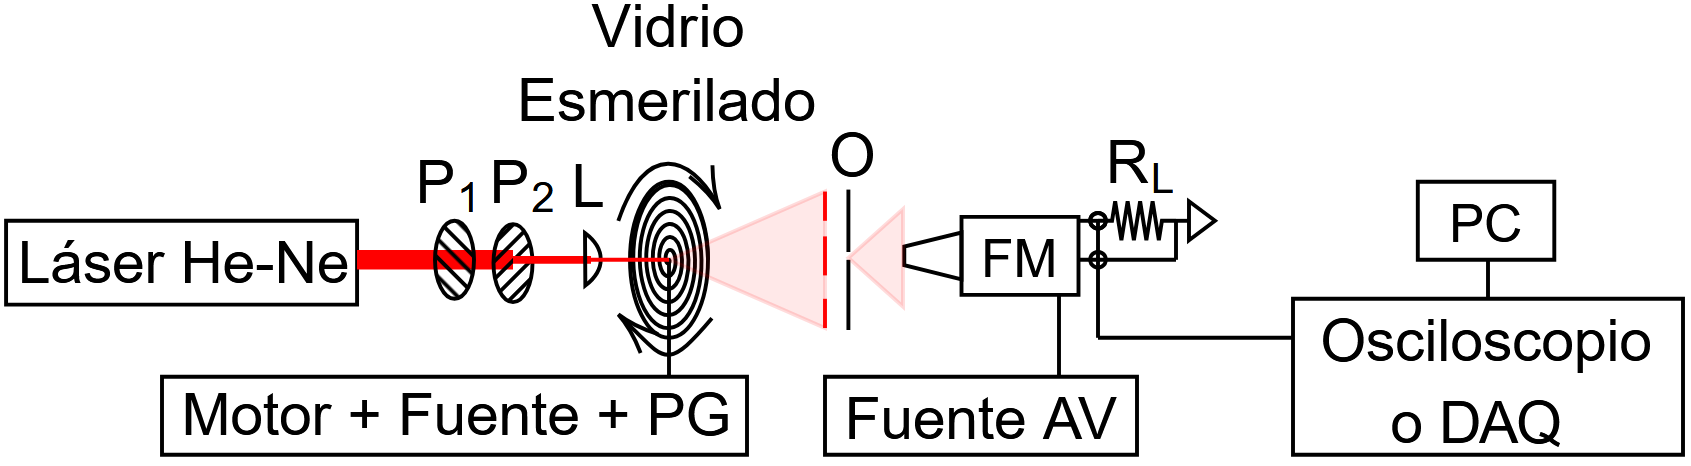 Vidrio
Esmerilado
P1 P2 L
O
RL
Láser He-Ne
FM
PC
Motor + Fuente + PG
Fuente AV
Osciloscopio
o DAQ